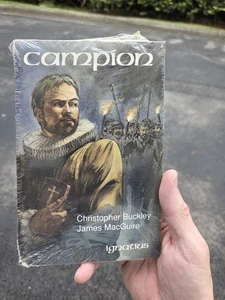 campion
Christopher Buckley
James MacGuire
ignatius